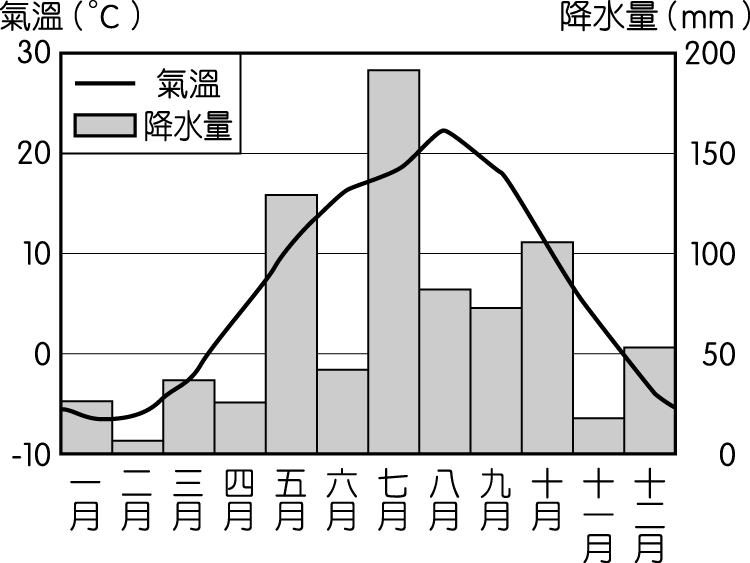 氣溫(℃) 降水量(mm)
30 200
氣溫
降水量
20 150
10 100
0 50
-10 0
一月 二月 三月 四月 五月 六月 七月 八月 九月 十月 十一月 十二月